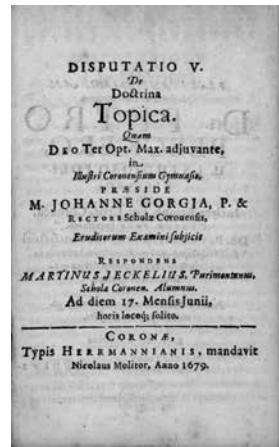 DISPUTATIO V.
De
Doctrina
Topica.
Quam
DEO Ter Opt. Max. adjuvante,
in
Illustri Coronensium Gymnasio,
PRÆSIDE
M. JOHANNE GORGIA, P. &
RECTORE Scholæ Coronensis,
Eruditorum Examini subjicit
RESPONDENS
MARTINUS JECKELIUS, Purimontanus,
Scholæ Coronen. Alumnus.
Ad diem 17. Mensis Junii,
horis locoq; solito.
CORONÆ,
Typis HERRMANNIANIS, mandavit
Nicolaus Molitor, Anno 1679.